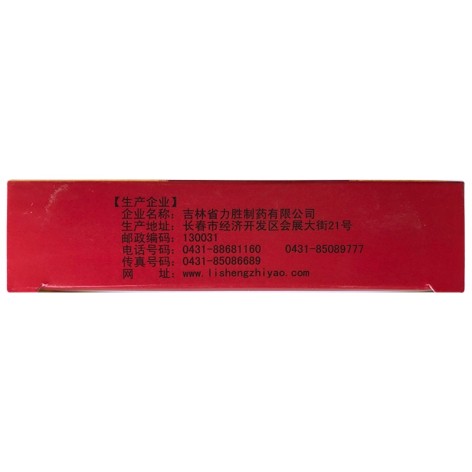 【生产企业】
企业名称：吉林省力胜制药有限公司
生产地址：长春市经济开发区会展大街21号
邮政编码：130031
电话号码：0431-88681160 0431-85089777
传真号码：0431-85086689
网 址：www.lishengzhiyao.com